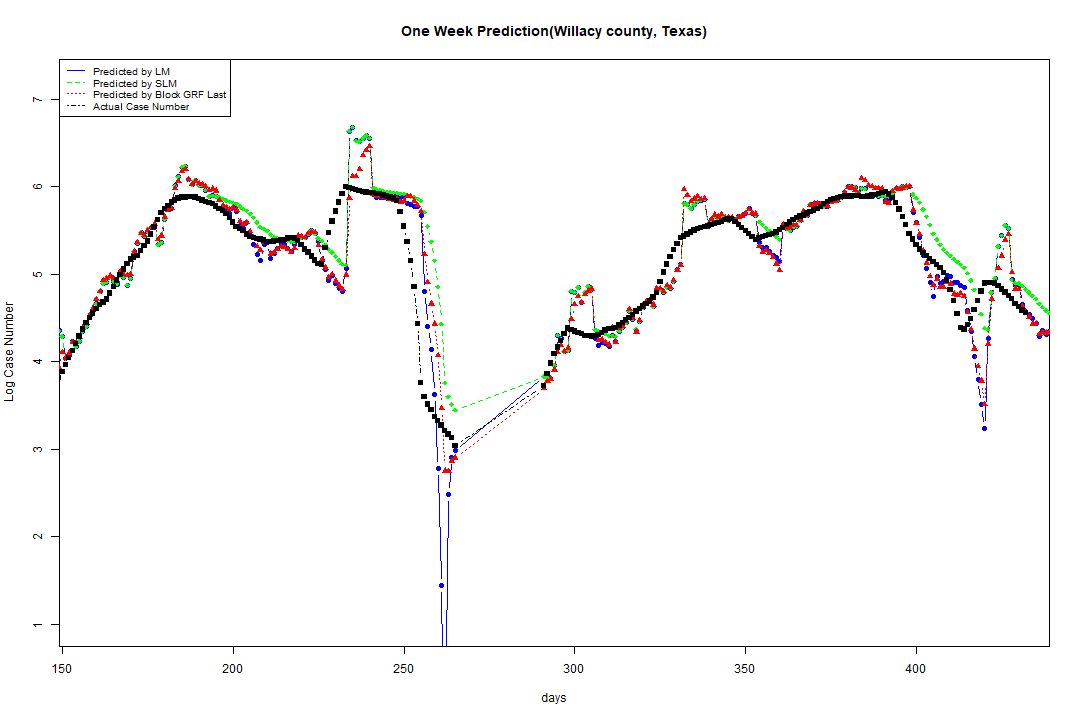 One Week Prediction(Willacy county, Texas)
Predicted by LM
Predicted by SLM
Predicted by Block GRF Last
Actual Case Number
Log Case Number
7
6
5
4
3
2
1
150 200 250 300 350 400
days